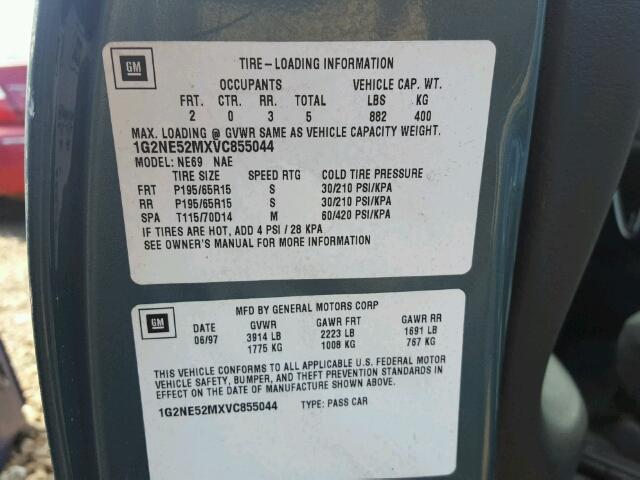 GM
TIRE-LOADING INFORMATION
OCCUPANTS VEHICLE CAP. WT.
FRT. CTR. RR. TOTAL LBS KG
2 0 3 5 882 400
MAX. LOADING @ GVWR SAME AS VEHICLE CAPACITY WEIGHT.
1G2NE52MXVC855044
MODEL: NE69 NAE
TIRE SIZE SPEED RTG COLD TIRE PRESSURE
FRT P195/65R15 S 30/210 PSI/KPA
RR P195/65R15 S 30/210 PSI/KPA
SPA T115/70D14 M 60/420 PSI/KPA
IF TIRES ARE HOT, ADD 4 PSI / 28 KPA
SEE OWNER'S MANUAL FOR MORE INFORMATION
GM
MFD BY GENERAL MOTORS CORP
DATE GVWR GAWR FRT GAWR RR
06/97 3914 LB 2223 LB 1691 LB
1775 KG 1008 KG 767 KG
THIS VEHICLE CONFORMS TO ALL APPLICABLE U.S. FEDERAL MOTOR
VEHICLE SAFETY, BUMPER, AND THEFT PREVENTION STANDARDS IN
EFFECT ON THE DATE OF MANUFACTURE SHOWN ABOVE.
1G2NE52MXVC855044 TYPE: PASS CAR